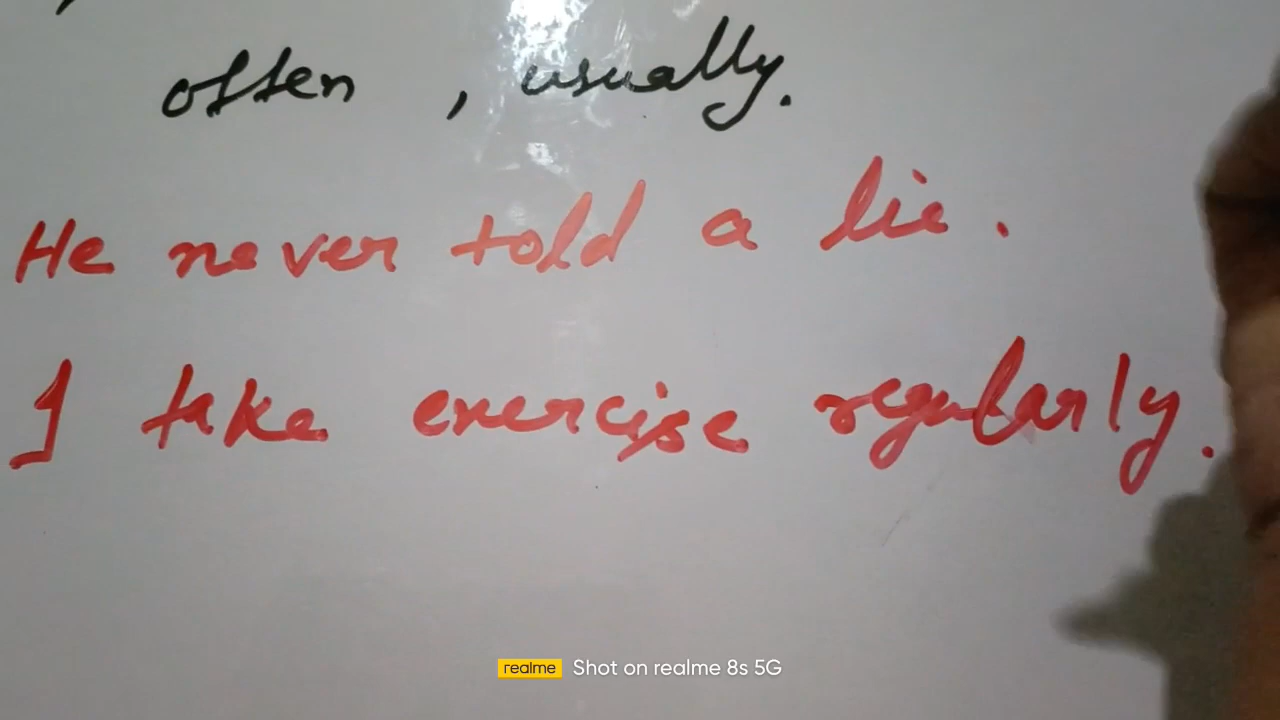 often , usually.
He never told a lie.
I take exercise regularly.
realme Shot on realme 8s 5G